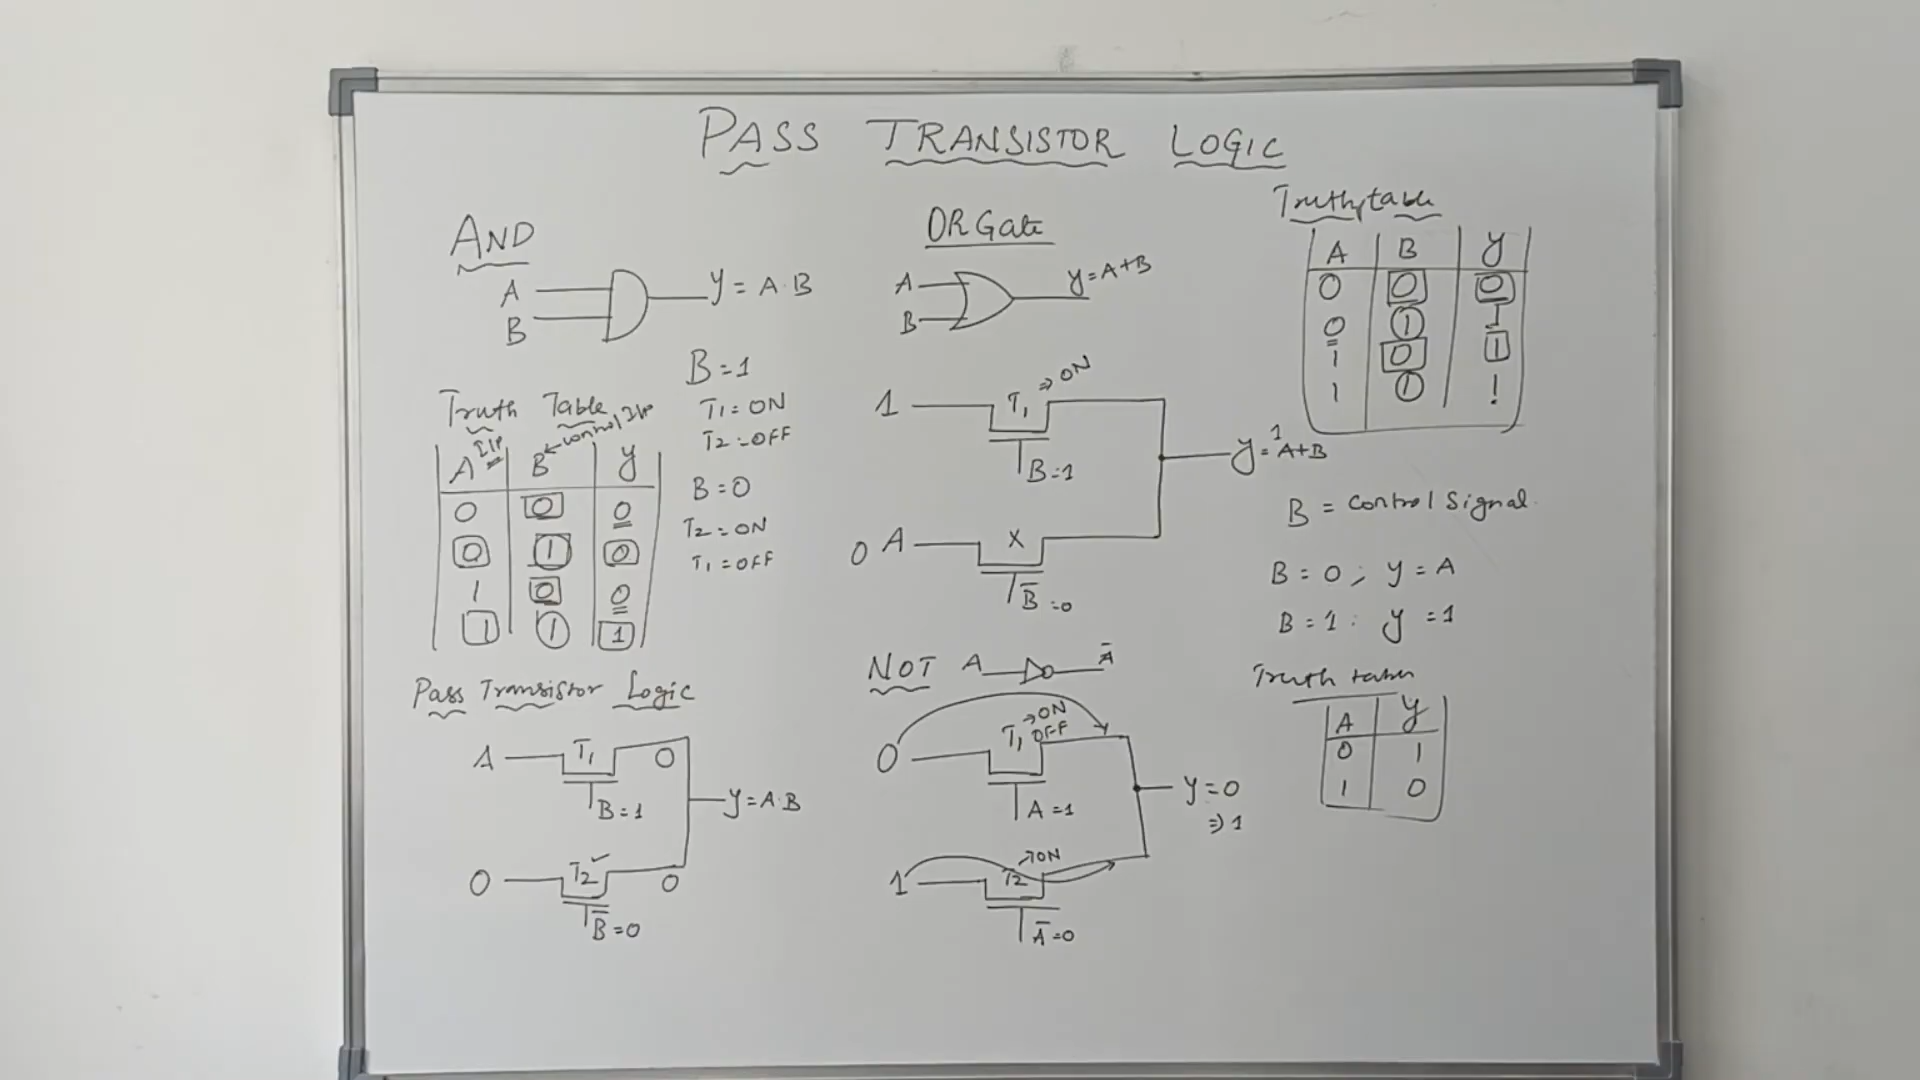 PASS TRANSISTOR LOGIC
AND
A
B
Y = A·B
Truth Table
I/P
control I/P
A B Y
0 0 0
0 1 0
1 0 0
1 1 1
B=1
T1=ON
T2=OFF
B=0
T2=ON
T1=OFF
Pass Transistor Logic
A T1 0
B=1
Y=A·B
0 T2 0
B̅=0
OR Gate
A
B
Y=A+B
1 T1 ⇒ ON
B=1
1
Y=A+B
0 A X
B̅=0
NOT A A̅
0 T1 →ON
OFF
A=1
Y=0
⇒1
1 T2 →ON
A̅=0
Truth table
A B Y
0 0 0
0 1 1
1 0 1
1 1 1
B = control Signal.
B = 0; Y = A
B = 1: Y = 1
Truth
A Y
0 1
1 0